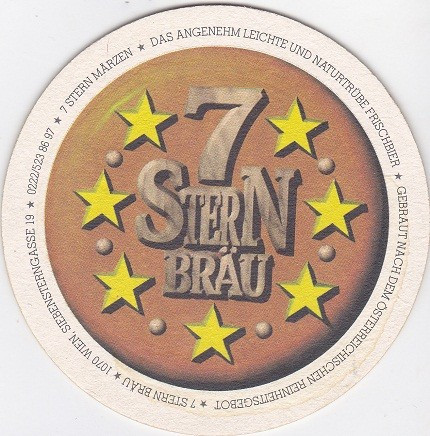 7
STERN
BRÄU
7 STERN MÄRZEN ★ DAS ANGENEHM LEICHTE UND NATURTRÜBE FRISCHBIER ★ GEBRAUT NACH DEM ÖSTERREICHISCHEN REINHEITSGEBOT ★ 7 STERN BRÄU ★ 1070 WIEN, SIEBENSTERNGASSE 19 ★ 0222/523 86 97 ★